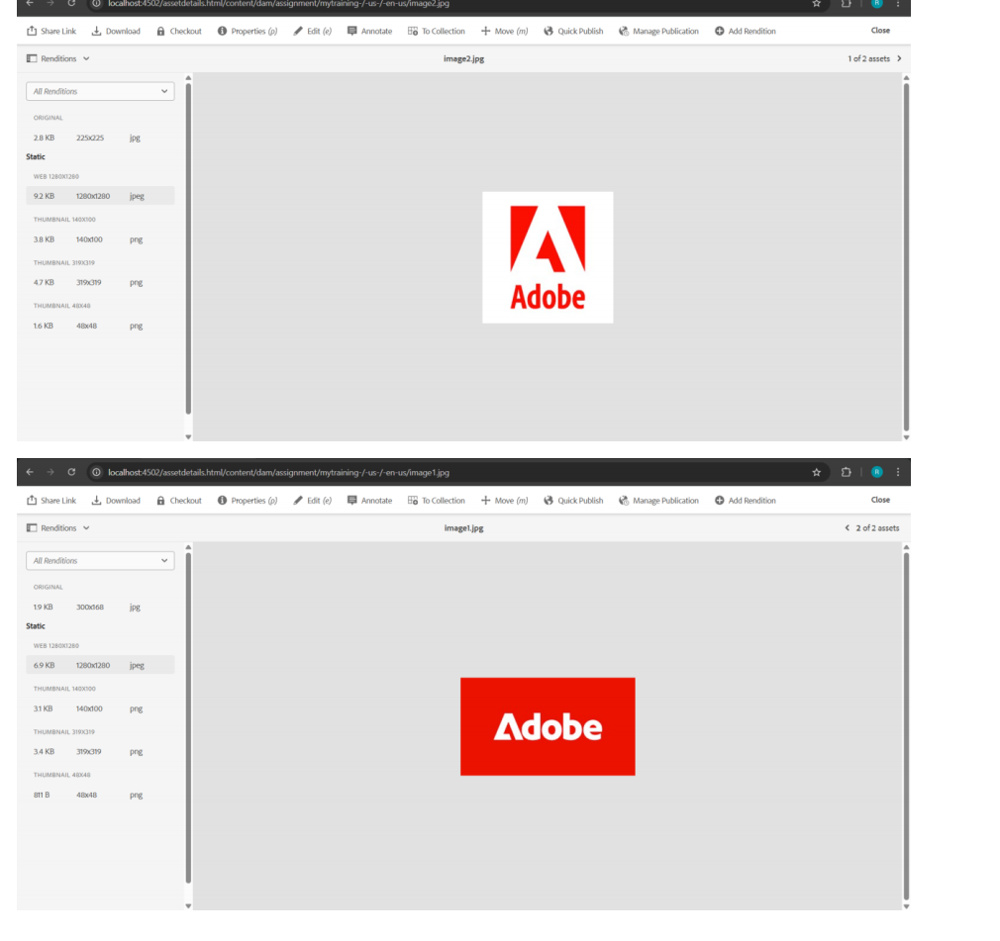 localhost:4502/assetdetails.html/content/dam/assignment/mytraining-/-us-/-en-us/image2.jpg
R
Share Link Download Checkout Properties (p) Edit (e) Annotate To Collection Move (m) Quick Publish Manage Publication Add Rendition Close
Renditions image2.jpg 1 of 2 assets
All Renditions
ORIGINAL
2.8 KB 225x225 jpg
Static
WEB 1280X1280
9.2 KB 1280x1280 jpeg
THUMBNAIL 140X100
3.8 KB 140x100 png
THUMBNAIL 319X319
4.7 KB 319x319 png
THUMBNAIL 48X48
1.6 KB 48x48 png
Adobe
localhost:4502/assetdetails.html/content/dam/assignment/mytraining-/-us-/-en-us/image1.jpg
R
Share Link Download Checkout Properties (p) Edit (e) Annotate To Collection Move (m) Quick Publish Manage Publication Add Rendition Close
Renditions image1.jpg 2 of 2 assets
All Renditions
ORIGINAL
1.9 KB 300x168 jpg
Static
WEB 1280X1280
6.9 KB 1280x1280 jpeg
THUMBNAIL 140X100
3.1 KB 140x100 png
THUMBNAIL 319X319
3.4 KB 319x319 png
THUMBNAIL 48X48
811 B 48x48 png
Adobe